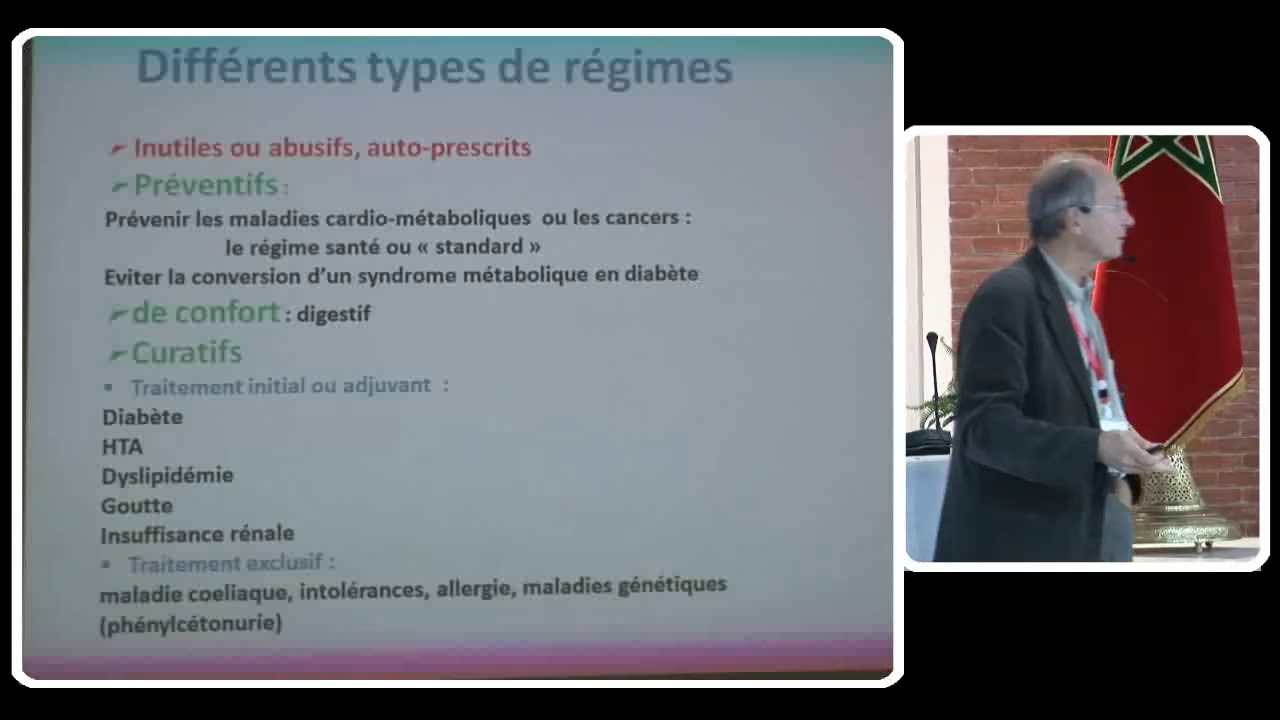 Différents types de régimes
Inutiles ou abusifs, auto-prescrits
Préventifs :
Prévenir les maladies cardio-métaboliques ou les cancers :
le régime santé ou « standard »
Eviter la conversion d'un syndrome métabolique en diabète
de confort : digestif
Curatifs
Traitement initial ou adjuvant :
Diabète
HTA
Dyslipidémie
Goutte
Insuffisance rénale
Traitement exclusif :
maladie coeliaque, intolérances, allergie, maladies génétiques
(phénylcétonurie)